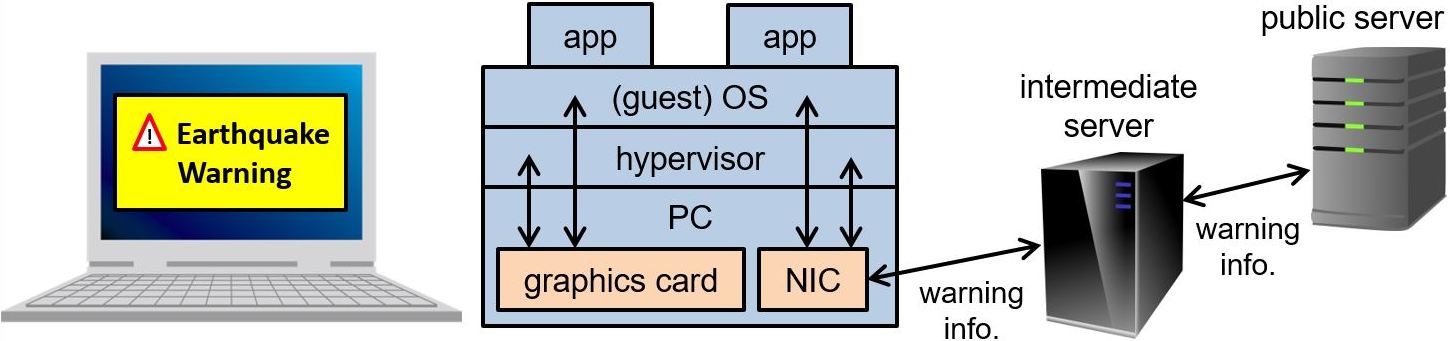 Earthquake
Warning
app
app
(guest) OS
hypervisor
PC
graphics card
NIC
warning
info.
intermediate
server
warning
info.
public server